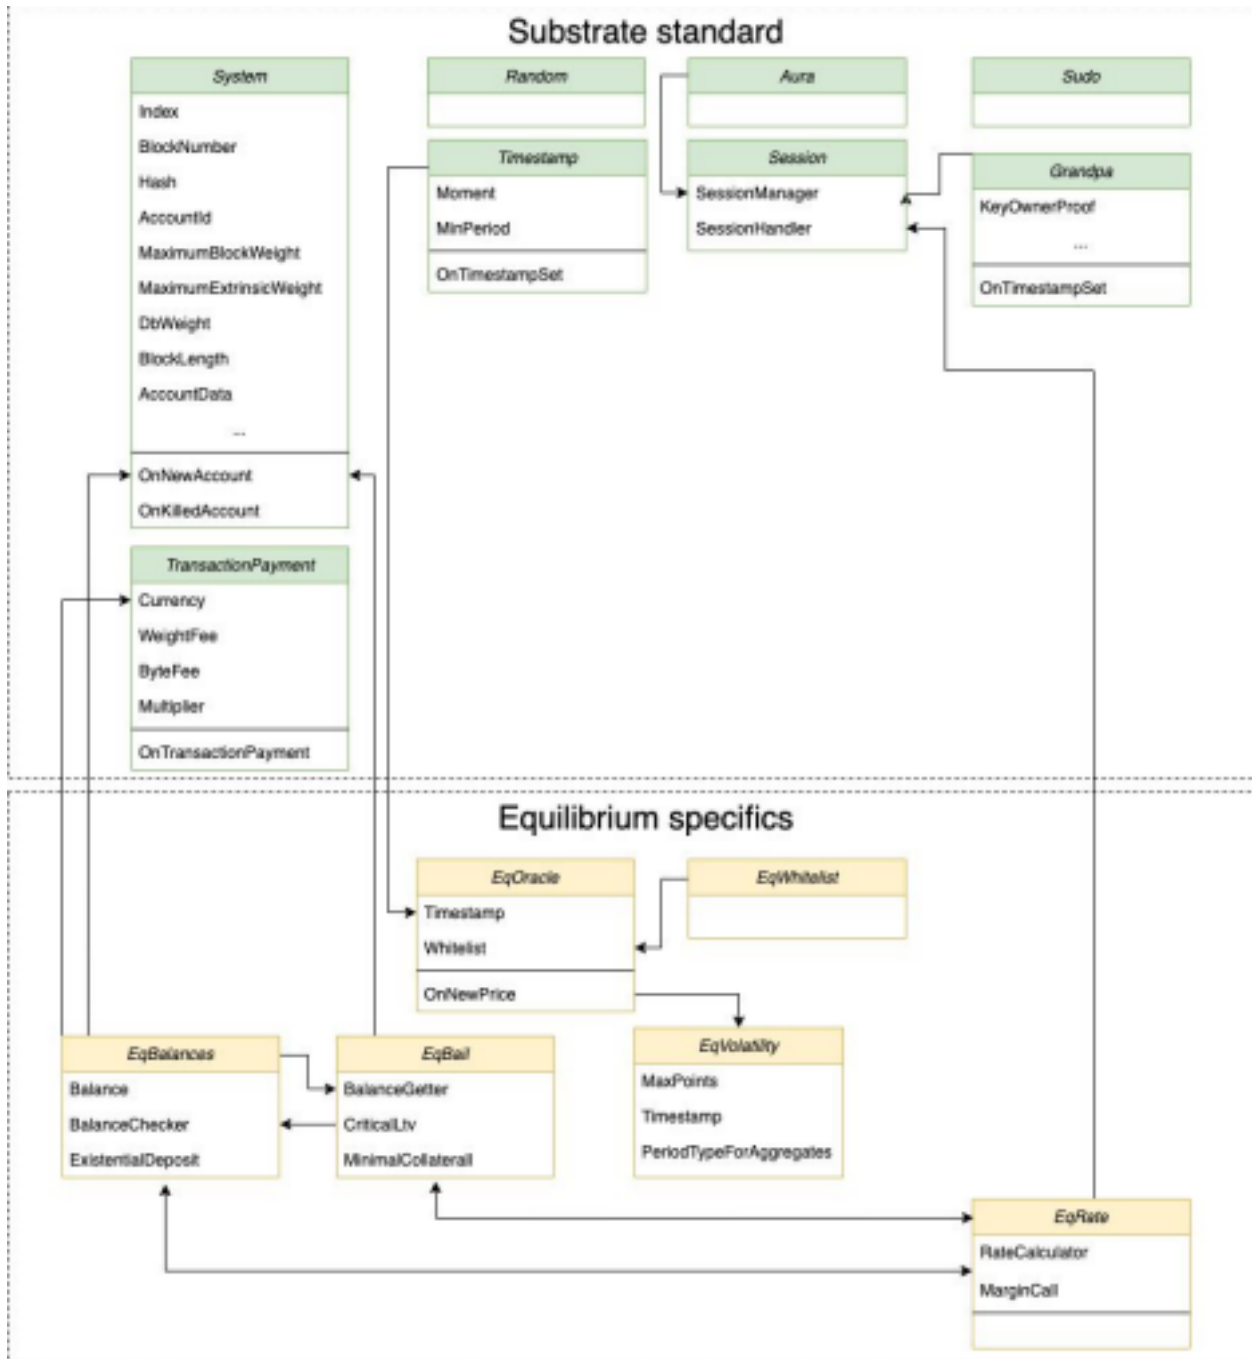 Substrate standard
System
Index
BlockNumber
Hash
AccountId
MaximumBlockWeight
MaximumExtrinsicWeight
DbWeight
BlockLength
AccountData
...
OnNewAccount
OnKilledAccount
TransactionPayment
Currency
WeightFee
ByteFee
Multiplier
OnTransactionPayment
Random
Timestamp
Moment
MinPeriod
OnTimestampSet
Aura
Session
SessionManager
SessionHandler
Sudo
Grandpa
KeyOwnerProof
...
OnTimestampSet
Equilibrium specifics
EqOracle
Timestamp
Whitelist
OnNewPrice
EqWhitelist
EqBalances
Balance
BalanceChecker
ExistentialDeposit
EqBail
BalanceGetter
CriticalLtv
MinimalCollaterall
EqVolatility
MaxPoints
Timestamp
PeriodTypeForAggregates
EqRate
RateCalculator
MarginCall